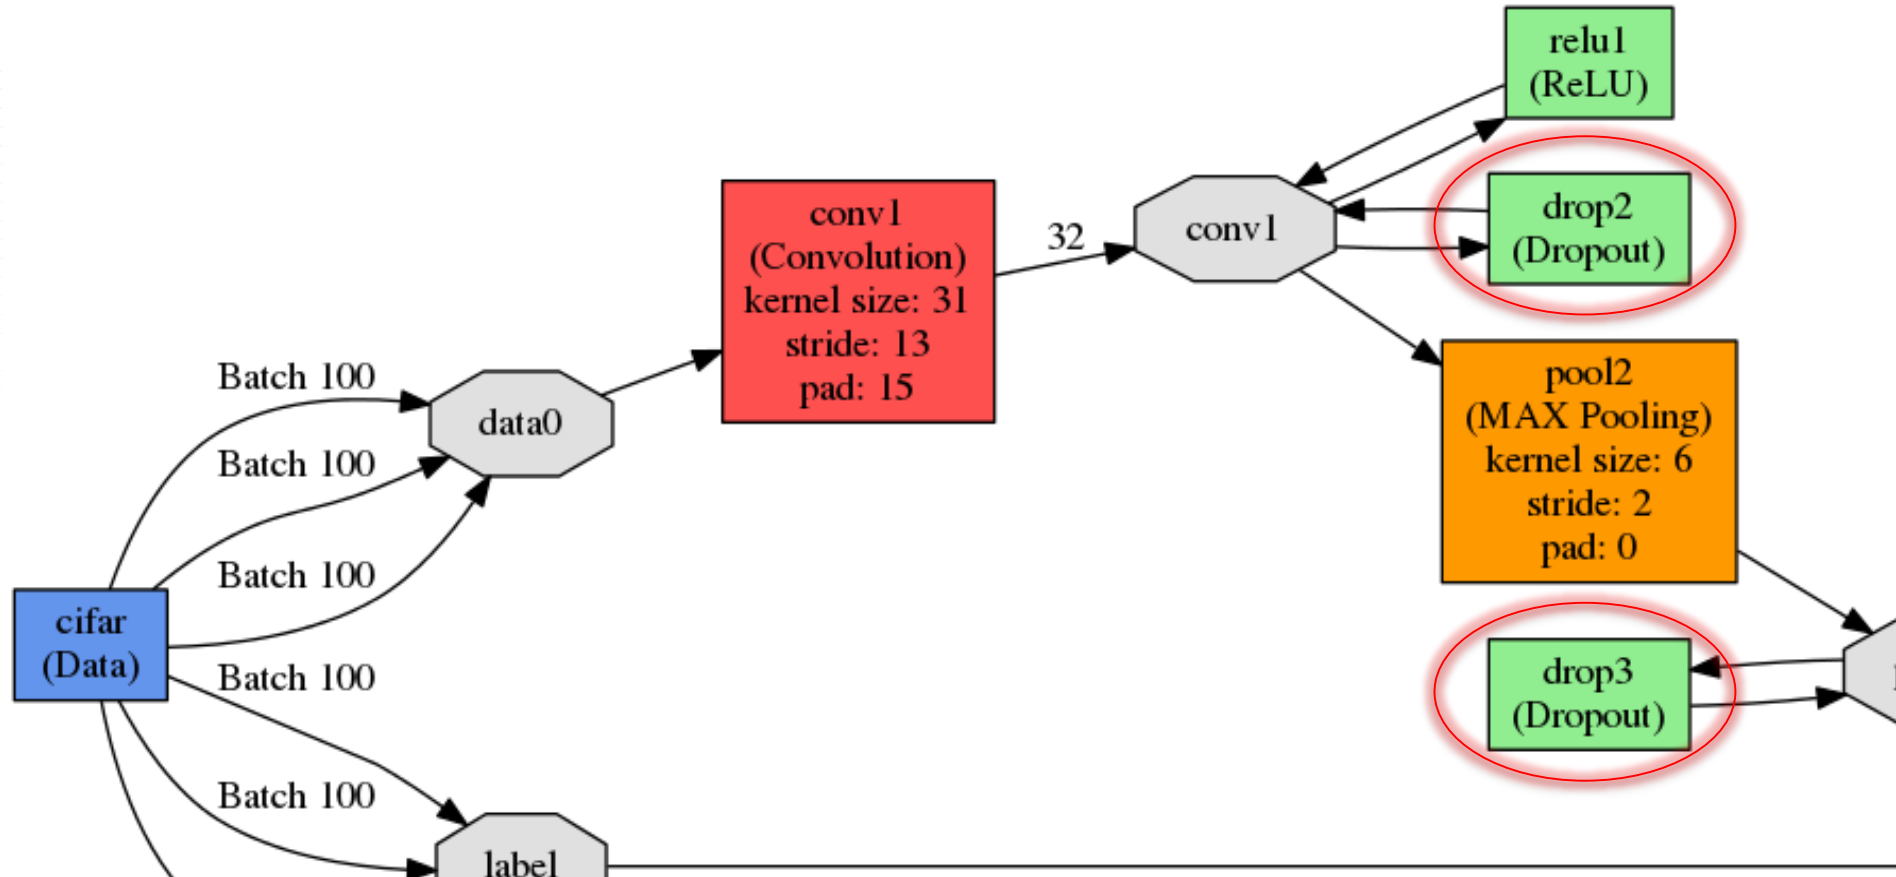 relu1
(ReLU)
drop2
(Dropout)
conv1
(Convolution)
kernel size: 31
stride: 13
pad: 15
32
conv1
pool2
(MAX Pooling)
kernel size: 6
stride: 2
pad: 0
Batch 100
data0
Batch 100
Batch 100
cifar
(Data)
drop3
(Dropout)
Batch 100
Batch 100
label